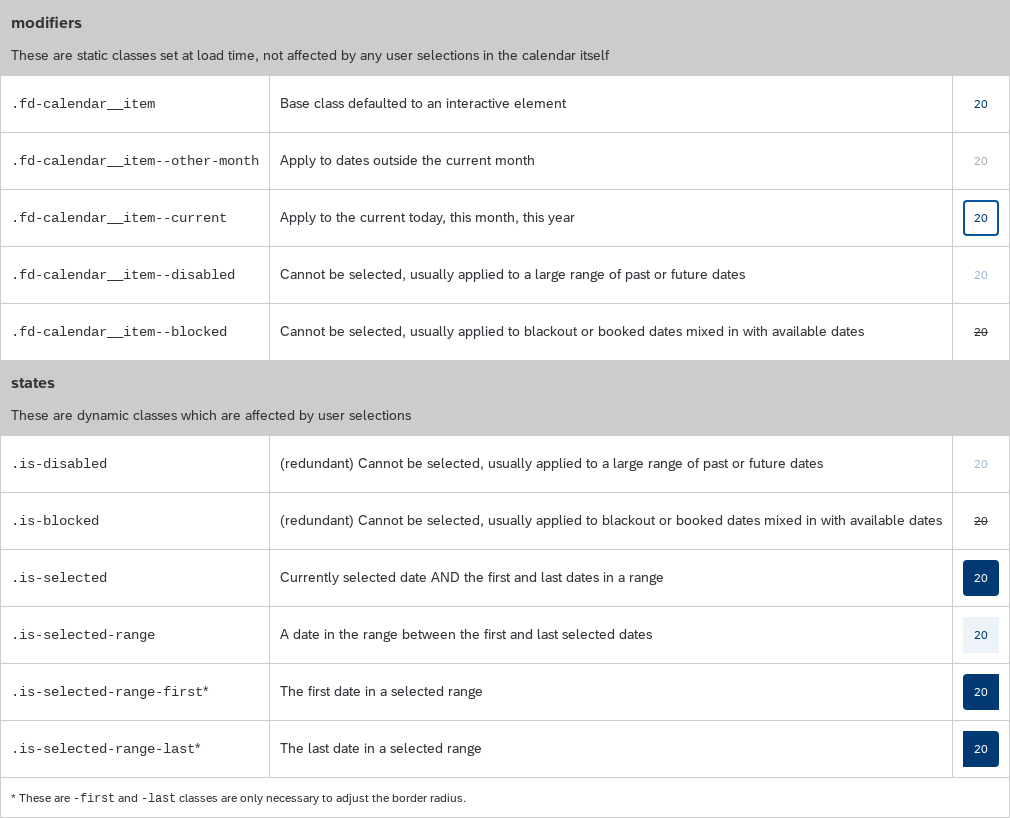 modifiers
These are static classes set at load time, not affected by any user selections in the calendar itself
.fd-calendar__item Base class defaulted to an interactive element 20
.fd-calendar__item--other-month Apply to dates outside the current month 20
.fd-calendar__item--current Apply to the current today, this month, this year 20
.fd-calendar__item--disabled Cannot be selected, usually applied to a large range of past or future dates 20
.fd-calendar__item--blocked Cannot be selected, usually applied to blackout or booked dates mixed in with available dates 20
states
These are dynamic classes which are affected by user selections
.is-disabled (redundant) Cannot be selected, usually applied to a large range of past or future dates 20
.is-blocked (redundant) Cannot be selected, usually applied to blackout or booked dates mixed in with available dates 20
.is-selected Currently selected date AND the first and last dates in a range 20
.is-selected-range A date in the range between the first and last selected dates 20
.is-selected-range-first* The first date in a selected range 20
.is-selected-range-last* The last date in a selected range 20
* These are -first and -last classes are only necessary to adjust the border radius.